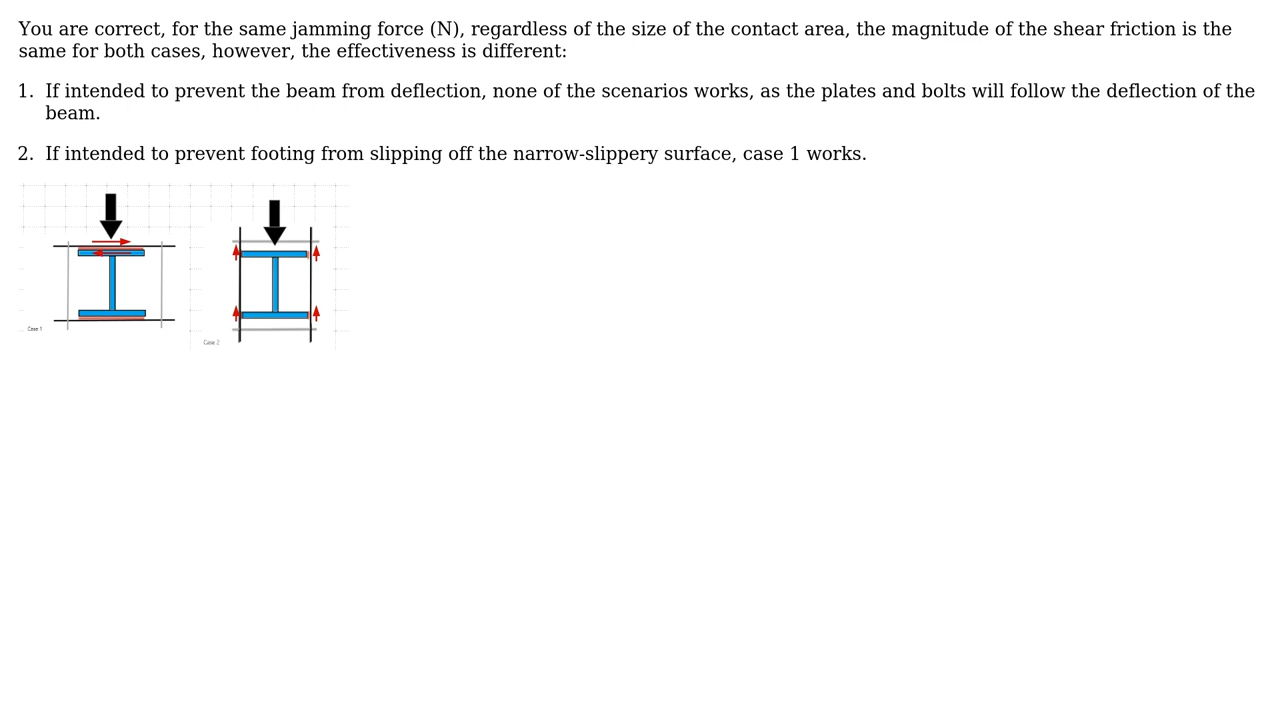 You are correct, for the same jamming force (N), regardless of the size of the contact area, the magnitude of the shear friction is the
same for both cases, however, the effectiveness is different:
1. If intended to prevent the beam from deflection, none of the scenarios works, as the plates and bolts will follow the deflection of the
beam.
2. If intended to prevent footing from slipping off the narrow-slippery surface, case 1 works.
Case 1
Case 2